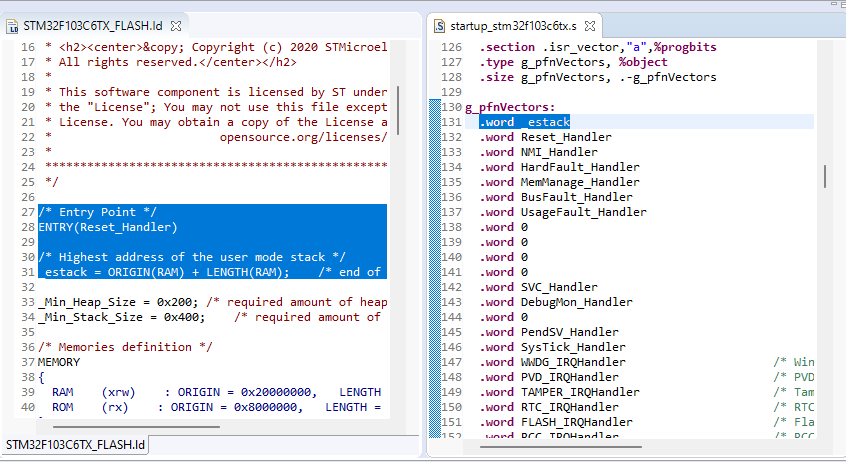 STM32F103C6TX_FLASH.ld
16 * <h2><center>&copy; Copyright (c) 2020 STMicroel
17 * All rights reserved.</center></h2>
18 *
19 * This software component is licensed by ST under
20 * the "License"; You may not use this file except
21 * License. You may obtain a copy of the License a
22 * opensource.org/licenses/
23 *
24 ************************************************
25 */
26
27 /* Entry Point */
28 ENTRY(Reset_Handler)
29
30 /* Highest address of the user mode stack */
31 _estack = ORIGIN(RAM) + LENGTH(RAM); /* end of
32
33 _Min_Heap_Size = 0x200; /* required amount of heap
34 _Min_Stack_Size = 0x400; /* required amount of
35
36 /* Memories definition */
37 MEMORY
38 {
39 RAM (xrw) : ORIGIN = 0x20000000, LENGTH
40 ROM (rx) : ORIGIN = 0x8000000, LENGTH =
STM32F103C6TX_FLASH.ld
startup_stm32f103c6tx.s
126 .section .isr_vector,"a",%progbits
127 .type g_pfnVectors, %object
128 .size g_pfnVectors, .-g_pfnVectors
129
130 g_pfnVectors:
131 .word _estack
132 .word Reset_Handler
133 .word NMI_Handler
134 .word HardFault_Handler
135 .word MemManage_Handler
136 .word BusFault_Handler
137 .word UsageFault_Handler
138 .word 0
139 .word 0
140 .word 0
141 .word 0
142 .word SVC_Handler
143 .word DebugMon_Handler
144 .word 0
145 .word PendSV_Handler
146 .word SysTick_Handler
147 .word WWDG_IRQHandler /* Win
148 .word PVD_IRQHandler /* PVD
149 .word TAMPER_IRQHandler /* Tam
150 .word RTC_IRQHandler /* RTC
151 .word FLASH_IRQHandler /* Fla
152 .word RCC_IRQHandler /* RCC